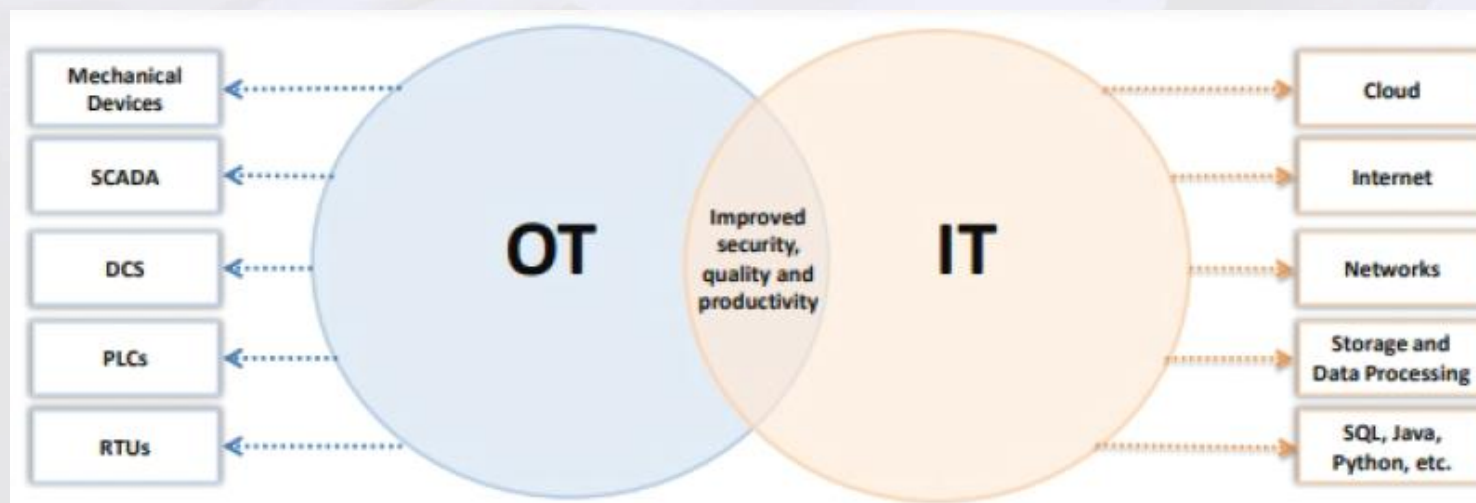 Mechanical
Devices
SCADA
DCS
PLCs
RTUs
OT
Improved
security,
quality and
productivity
IT
Cloud
Internet
Networks
Storage and
Data Processing
SQL, Java,
Python, etc.